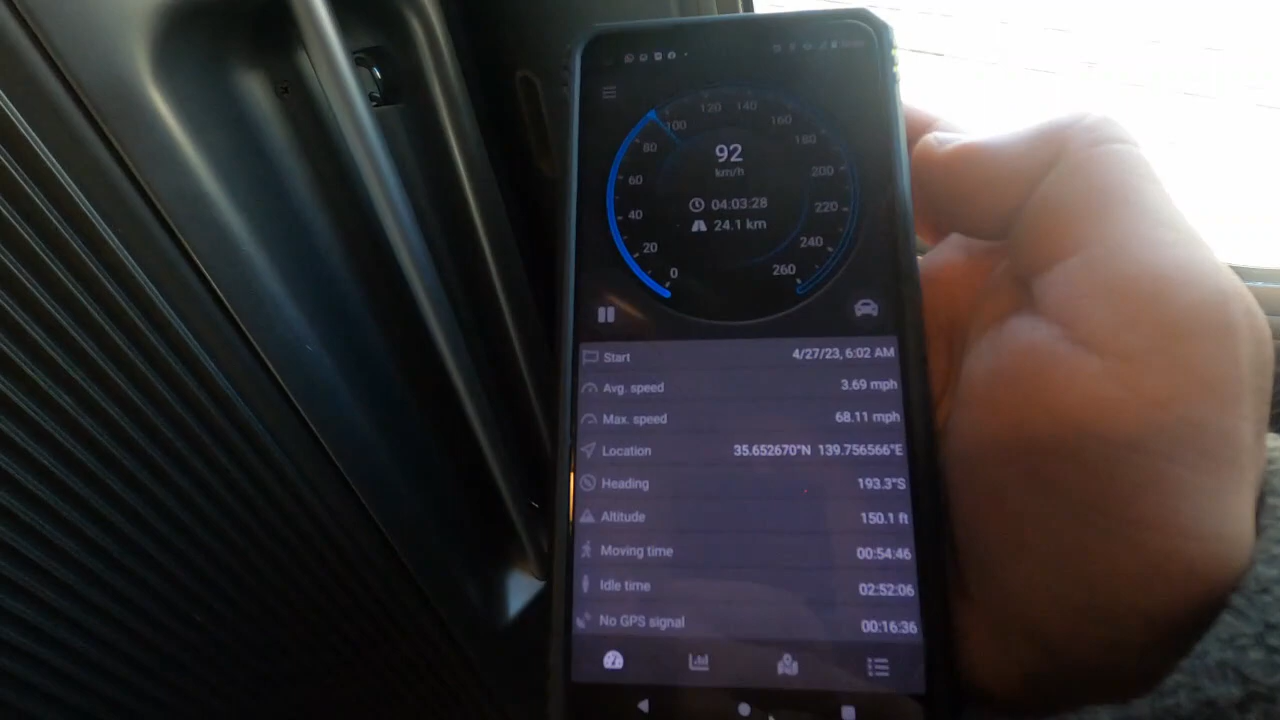 120 140
100 160
80 180
60 200
40 220
20 240
0 260
92
km/h
04:03:28
24.1 km
Start 4/27/23, 6:02 AM
Avg. speed 3.69 mph
Max. speed 68.11 mph
Location 35.652670°N 139.756566°E
Heading 193.3°S
Altitude 150.1 ft
Moving time 00:54:46
Idle time 02:52:06
No GPS signal 00:16:36